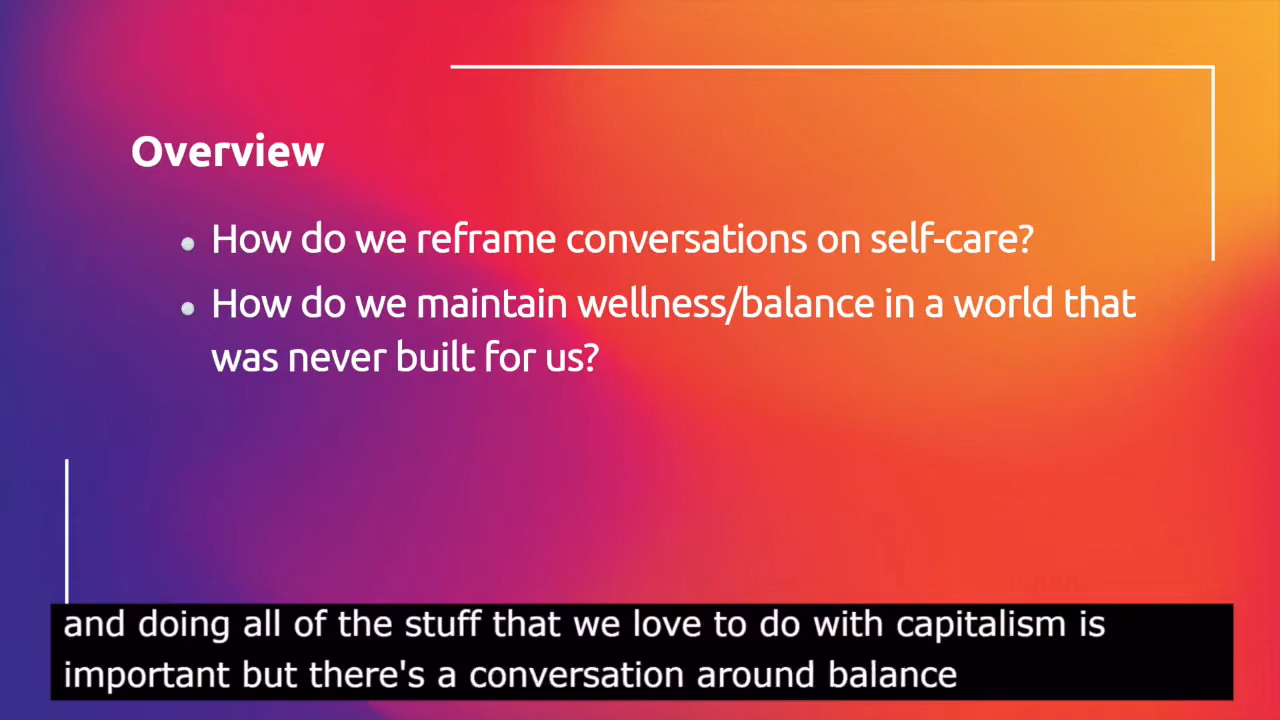 Overview
How do we reframe conversations on self-care?
How do we maintain wellness/balance in a world that
was never built for us?
and doing all of the stuff that we love to do with capitalism is
important but there's a conversation around balance